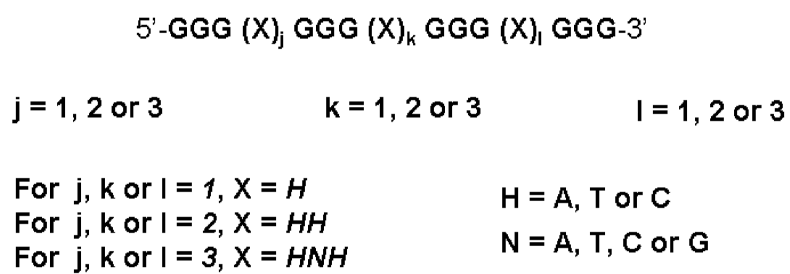 5'-GGG (X)j GGG (X)k GGG (X)l GGG-3'
j = 1, 2 or 3 k = 1, 2 or 3 l = 1, 2 or 3
For j, k or l = 1, X = H
For j, k or l = 2, X = HH
For j, k or l = 3, X = HNH
H = A, T or C
N = A, T, C or G